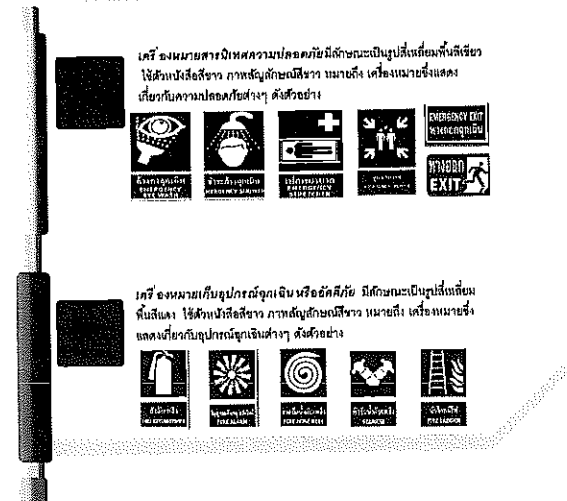 เครื่องหมายสารนิเทศความปลอดภัย มีลักษณะเป็นรูปสี่เหลี่ยมพื้นสีเขียว
ใช้ตัวหนังสือสีขาว ภาพสัญลักษณ์สีขาว หมายถึง เครื่องหมายซึ่งแสดง
เกี่ยวกับความปลอดภัยต่างๆ ดังตัวอย่าง
EMERGENCY
EYE WASH
EMERGENCY
EMERGENCY
STRETCHER
EMERGENCY EXIT
ทางออกฉุกเฉิน
ทางออก
EXIT
เครื่องหมายเก็บอุปกรณ์ฉุกเฉิน หรืออัคคีภัย มีลักษณะเป็นรูปสี่เหลี่ยม
พื้นสีแดง ใช้ตัวหนังสือสีขาว ภาพสัญลักษณ์สีขาว หมายถึง เครื่องหมายซึ่ง
แสดงเกี่ยวกับอุปกรณ์ฉุกเฉินต่างๆ ดังตัวอย่าง
FIRE ALARM
FIRE HOSE REEL
FIRE LADDER